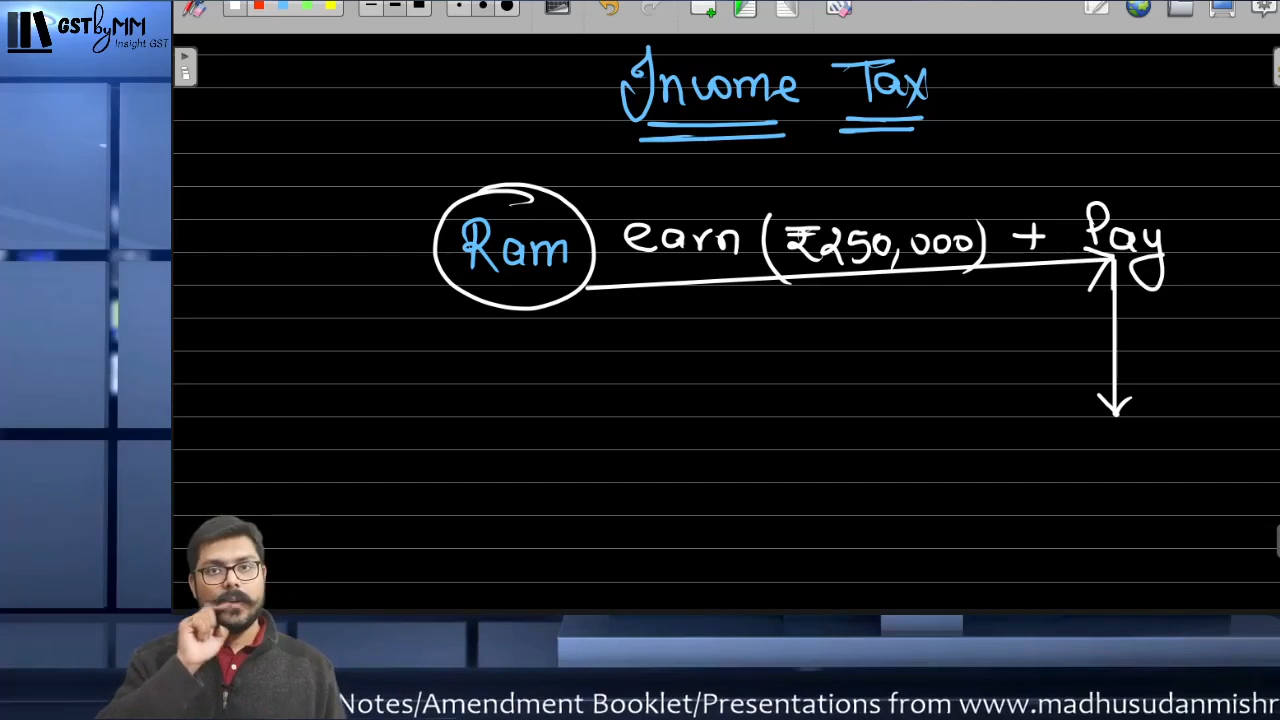 GSTbyMM
Insight GST
Income Tax
Ram earn (₹250,000) + Pay
Notes/Amendment Booklet/Presentations from www.madhusudanmishr